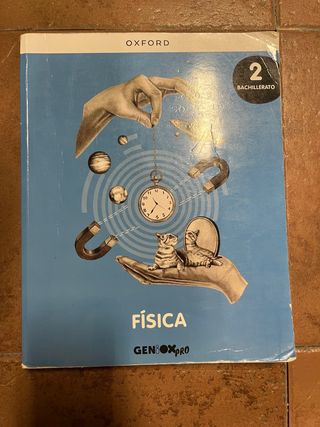 OXFORD
2
BACHILLERATO
FÍSICA
GENiOX PRO